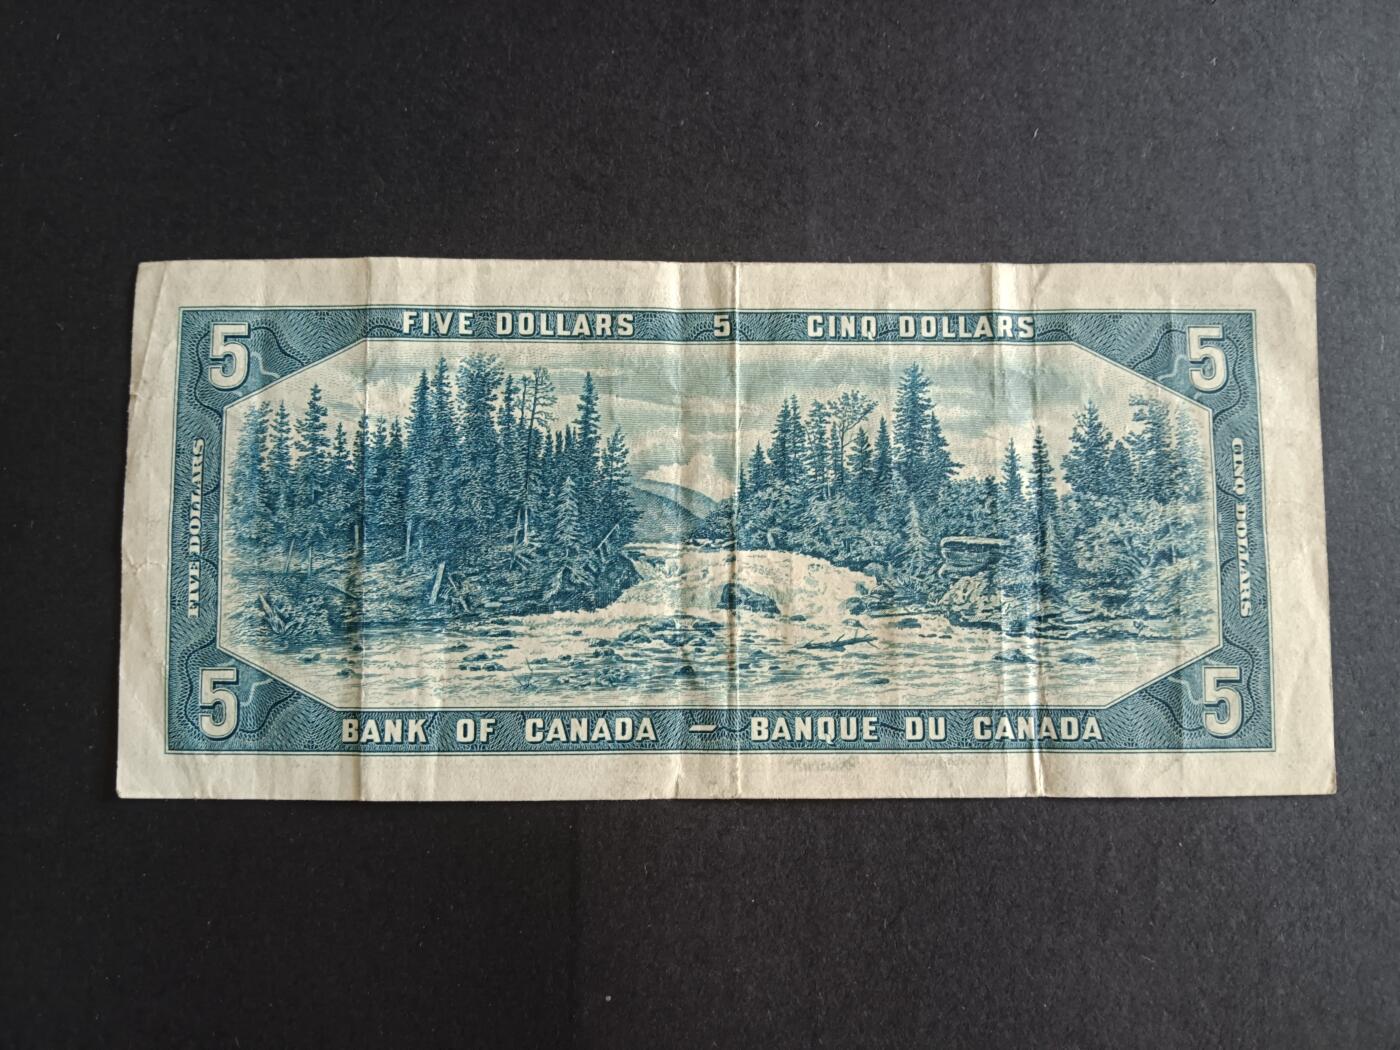 FIVE DOLLARS 5 CINQ DOLLARS
5 5
FIVE DOLLARS
CINQ DOLLARS
5 5
BANK OF CANADA — BANQUE DU CANADA